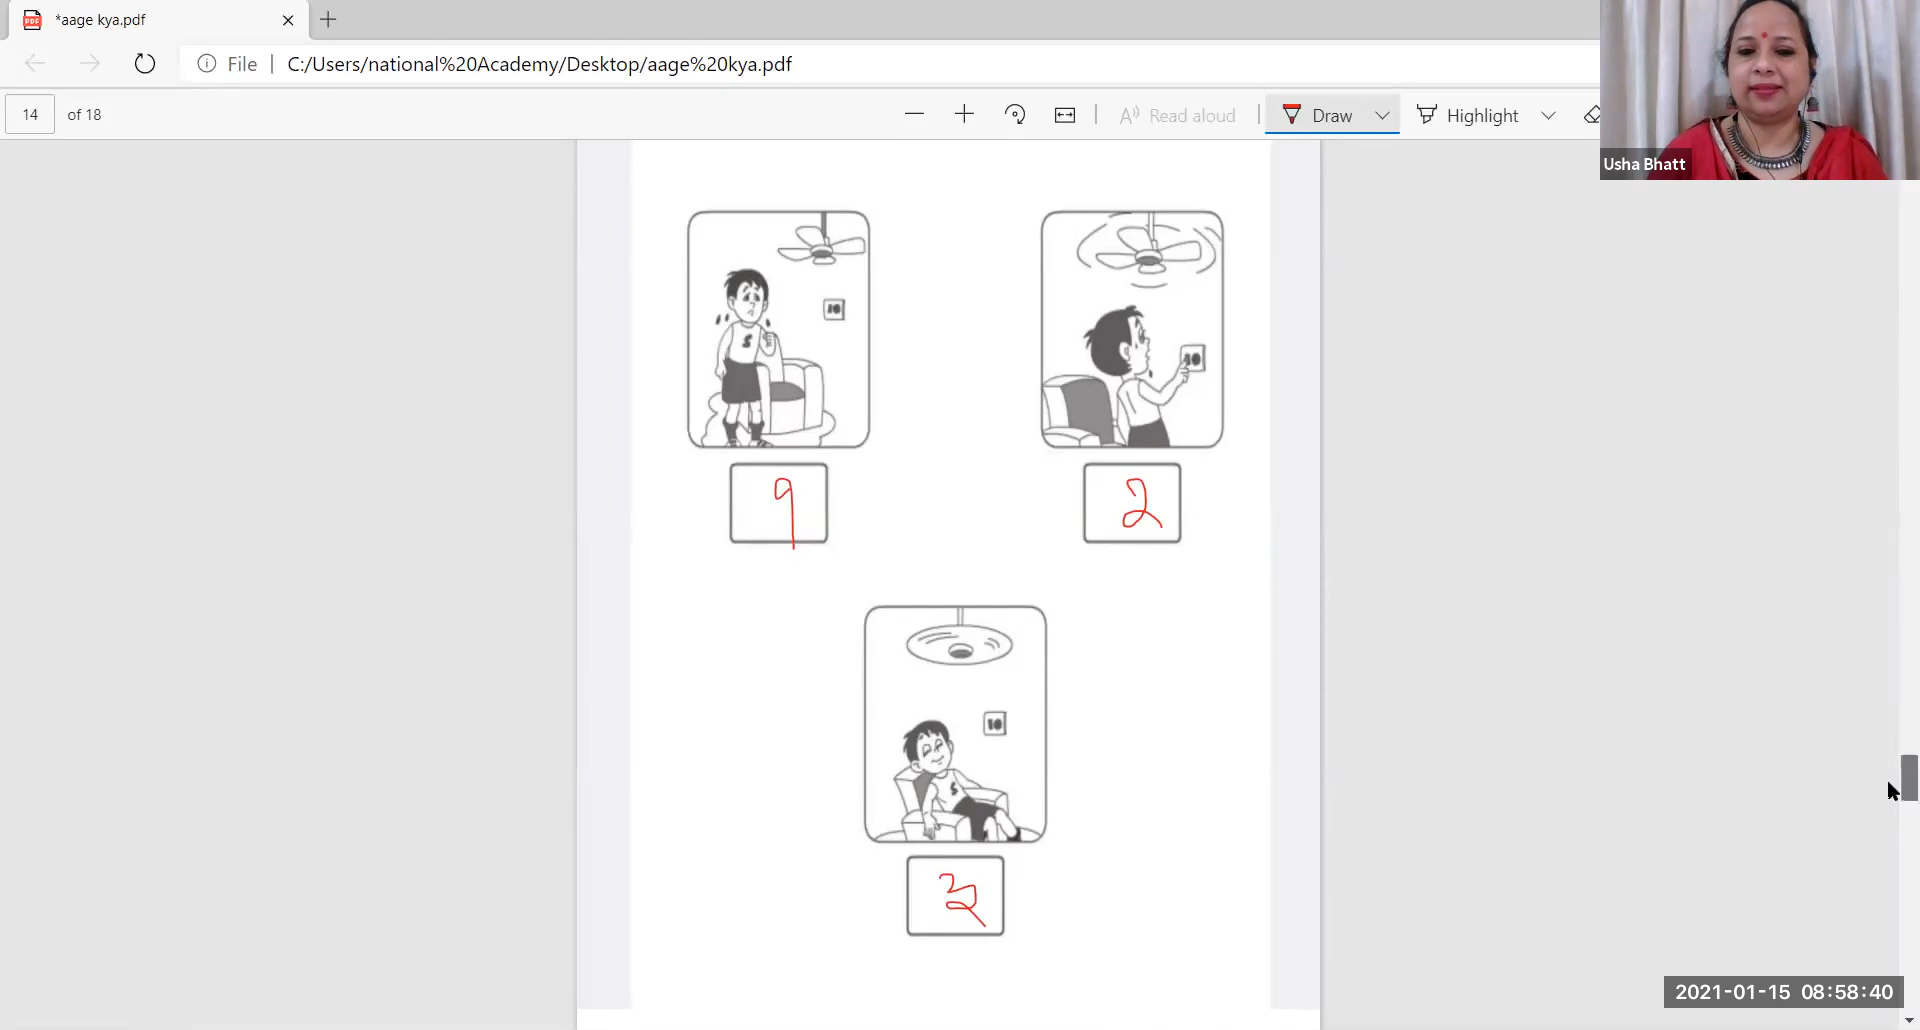 *aage kya.pdf
File | C:/Users/national%20Academy/Desktop/aage%20kya.pdf
14 of 18
Read aloud
Draw
Highlight
Usha Bhatt
S
१
२
S
३
2021-01-15 08:58:40